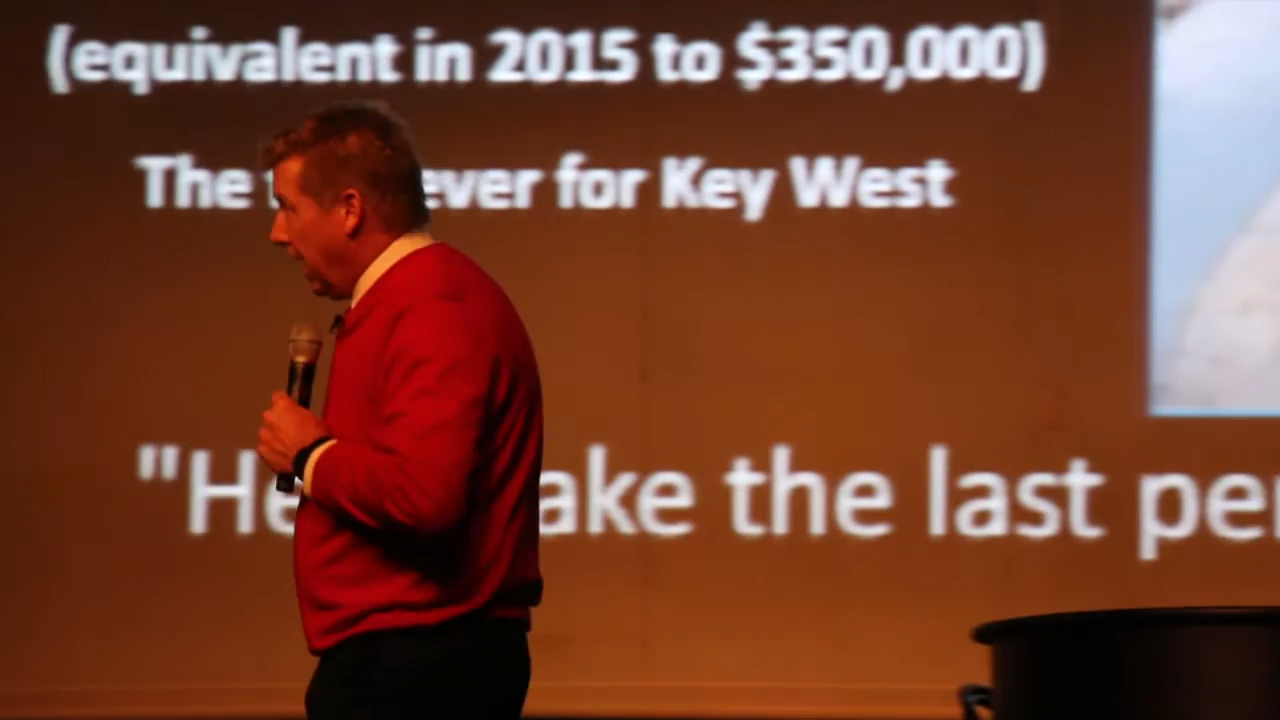 (equivalent in 2015 to $350,000)
The ever for Key West
"He ake the last pe